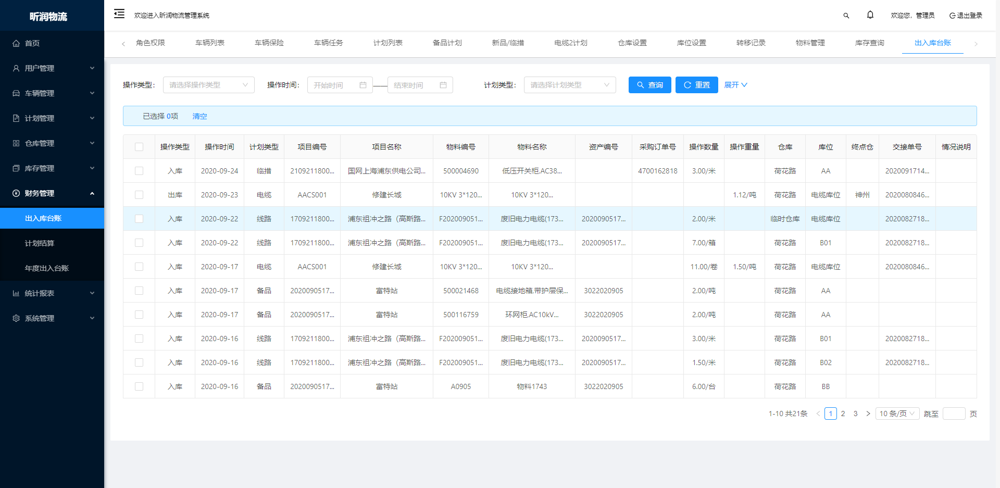 昕润物流
欢迎进入昕润物流管理系统
欢迎您，管理员
退出登录
首页
用户管理
车辆管理
计划管理
仓库管理
库存管理
财务管理
出入库台账
计划结算
年度出入台账
统计报表
系统管理
角色权限 车辆列表 车辆保险 车辆任务 计划列表 备品计划 新品/临措 电缆2计划 仓库设置 库位设置 转移记录 物料管理 库存查询 出入库台账
操作类型： 请选择操作类型 操作时间： 开始时间 —— 结束时间 计划类型： 请选择计划类型 查询 重置 展开
已选择 0项 清空
操作类型 操作时间 计划类型 项目编号 项目名称 物料编号 物料名称 资产编号 采购订单号 操作数量 操作重量 仓库 库位 终点仓 交接单号 情况说明
入库 2020-09-24 临措 2109211800... 国网上海浦东供电公司... 500004690 低压开关柜,AC38... 4700162818 3.00/米 荷花路 AA 2020091714...
出库 2020-09-23 电缆 AACS001 修建长城 10KV 3*120... 10KV 3*120... 1.12/吨 荷花路 电缆库位 神州 2020080846...
入库 2020-09-22 线路 1709211800... 浦东祖冲之路（高斯路... F202009051... 废旧电力电缆(173... 2020090517... 2.00/米 临时仓库 电缆库位 2020082718...
入库 2020-09-22 线路 1709211800... 浦东祖冲之路（高斯路... F202009051... 废旧电力电缆(173... 2020090517... 7.00/箱 荷花路 B01 2020082718...
入库 2020-09-17 电缆 AACS001 修建长城 10KV 3*120... 10KV 3*120... 11.00/卷 1.50/吨 荷花路 电缆库位 2020080846...
入库 2020-09-17 备品 2020090517... 富特站 500021468 电缆接地箱,带护层保... 3022020905 2.00/吨 荷花路 AA
入库 2020-09-17 备品 2020090517... 富特站 500116759 环网柜,AC10kV... 3022020905 2.00/吨 荷花路 AA
入库 2020-09-16 线路 1709211800... 浦东祖冲之路（高斯路... F202009051... 废旧电力电缆(173... 2020090517... 3.00/米 荷花路 B01 2020082718...
入库 2020-09-16 线路 1709211800... 浦东祖冲之路（高斯路... F202009051... 废旧电力电缆(173... 2020090517... 1.50/米 荷花路 B02 2020082718...
入库 2020-09-16 备品 2020090517... 富特站 A0905 物料1743 3022020905 6.00/台 荷花路 BB
1-10 共21条 1 2 3 10 条/页 跳至 页